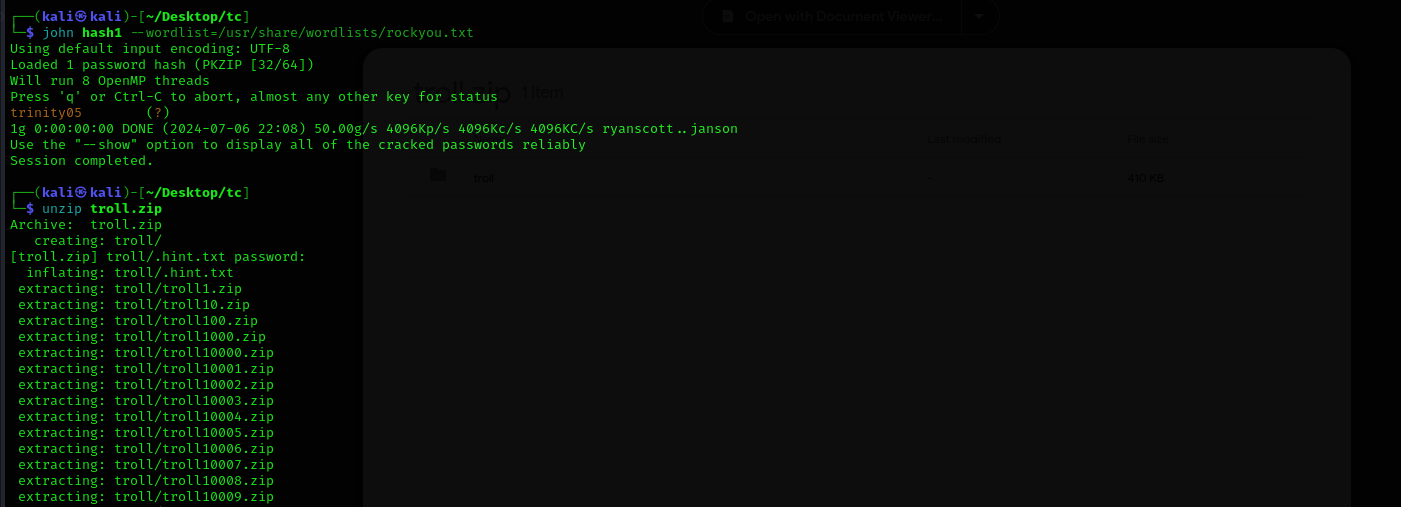 Open with Document Viewer...
troll.zip 1 item
Last modified File size
troll - 410 KB
┌──(kali㉿kali)-[~/Desktop/tc]
└─$ john hash1 --wordlist=/usr/share/wordlists/rockyou.txt
Using default input encoding: UTF-8
Loaded 1 password hash (PKZIP [32/64])
Will run 8 OpenMP threads
Press 'q' or Ctrl-C to abort, almost any other key for status
trinity05        (?)
1g 0:00:00:00 DONE (2024-07-06 22:08) 50.00g/s 4096Kp/s 4096Kc/s 4096KC/s ryanscott..janson
Use the "--show" option to display all of the cracked passwords reliably
Session completed.
┌──(kali㉿kali)-[~/Desktop/tc]
└─$ unzip troll.zip
Archive:  troll.zip
   creating: troll/
[troll.zip] troll/.hint.txt password:
  inflating: troll/.hint.txt
 extracting: troll/troll1.zip
 extracting: troll/troll10.zip
 extracting: troll/troll100.zip
 extracting: troll/troll1000.zip
 extracting: troll/troll10000.zip
 extracting: troll/troll10001.zip
 extracting: troll/troll10002.zip
 extracting: troll/troll10003.zip
 extracting: troll/troll10004.zip
 extracting: troll/troll10005.zip
 extracting: troll/troll10006.zip
 extracting: troll/troll10007.zip
 extracting: troll/troll10008.zip
 extracting: troll/troll10009.zip